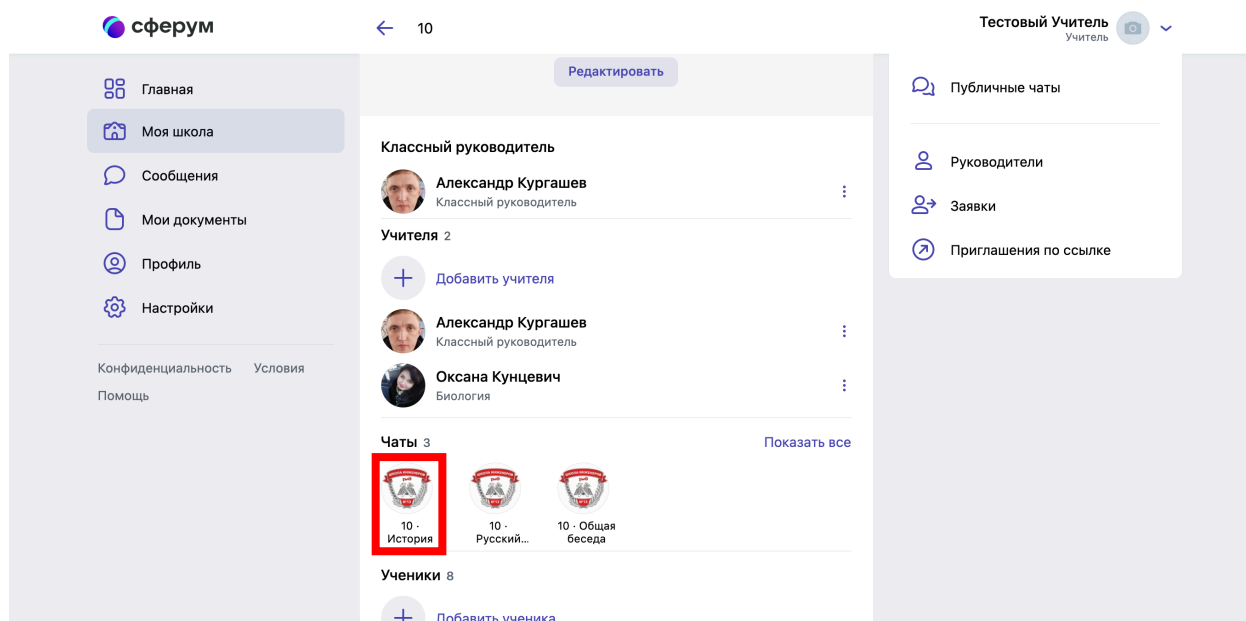 сферум
10
Тестовый Учитель
Учитель
Главная
Моя школа
Сообщения
Мои документы
Профиль
Настройки
Конфиденциальность Условия
Помощь
Редактировать
Классный руководитель
Александр Кургашев
Классный руководитель
Учителя 2
Добавить учителя
Александр Кургашев
Классный руководитель
Оксана Кунцевич
Биология
Чаты 3 Показать все
10 ·
История
10 ·
Русский...
10 · Общая
беседа
Ученики 8
Добавить ученика
Публичные чаты
Руководители
Заявки
Приглашения по ссылке